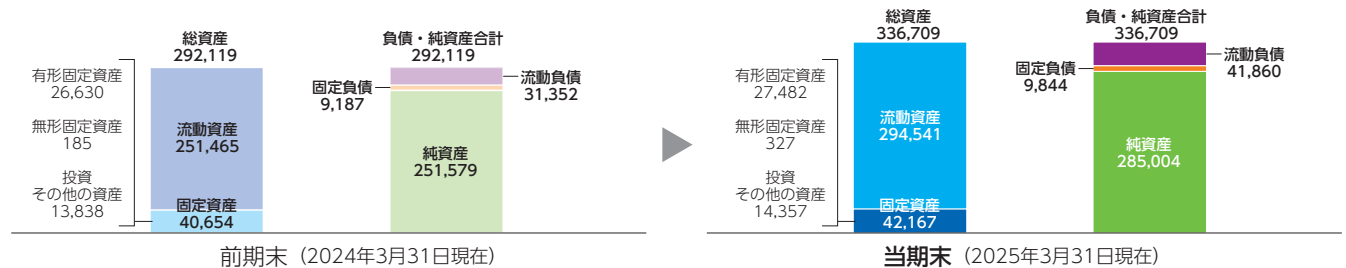 総資産
292,119
有形固定資産
26,630
無形固定資産
185
投資
その他の資産
13,838
流動資産
251,465
固定資産
40,654
負債・純資産合計
292,119
固定負債
9,187
流動負債
31,352
純資産
251,579
前期末（2024年3月31日現在）
総資産
336,709
有形固定資産
27,482
無形固定資産
327
投資
その他の資産
14,357
流動資産
294,541
固定資産
42,167
負債・純資産合計
336,709
固定負債
9,844
流動負債
41,860
純資産
285,004
当期末（2025年3月31日現在）